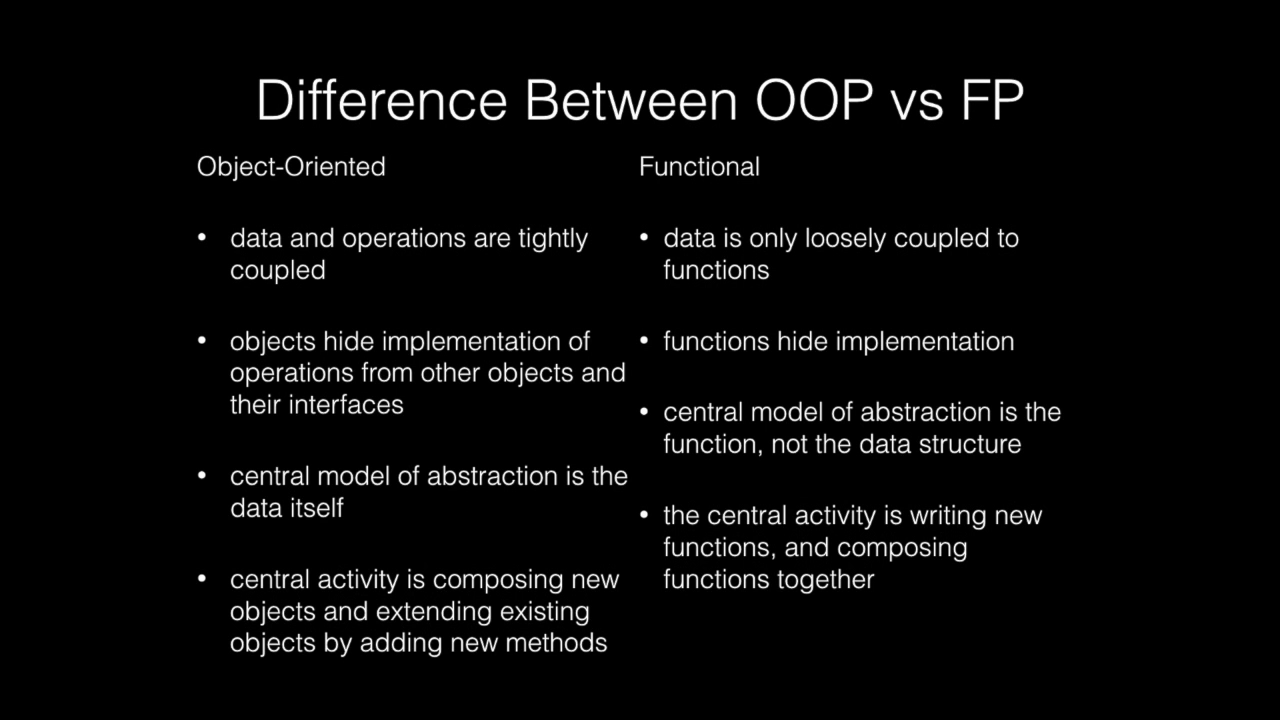 Difference Between OOP vs FP
Object-Oriented
• data and operations are tightly
coupled
• objects hide implementation of
operations from other objects and
their interfaces
• central model of abstraction is the
data itself
• central activity is composing new
objects and extending existing
objects by adding new methods
Functional
• data is only loosely coupled to
functions
• functions hide implementation
• central model of abstraction is the
function, not the data structure
• the central activity is writing new
functions, and composing
functions together